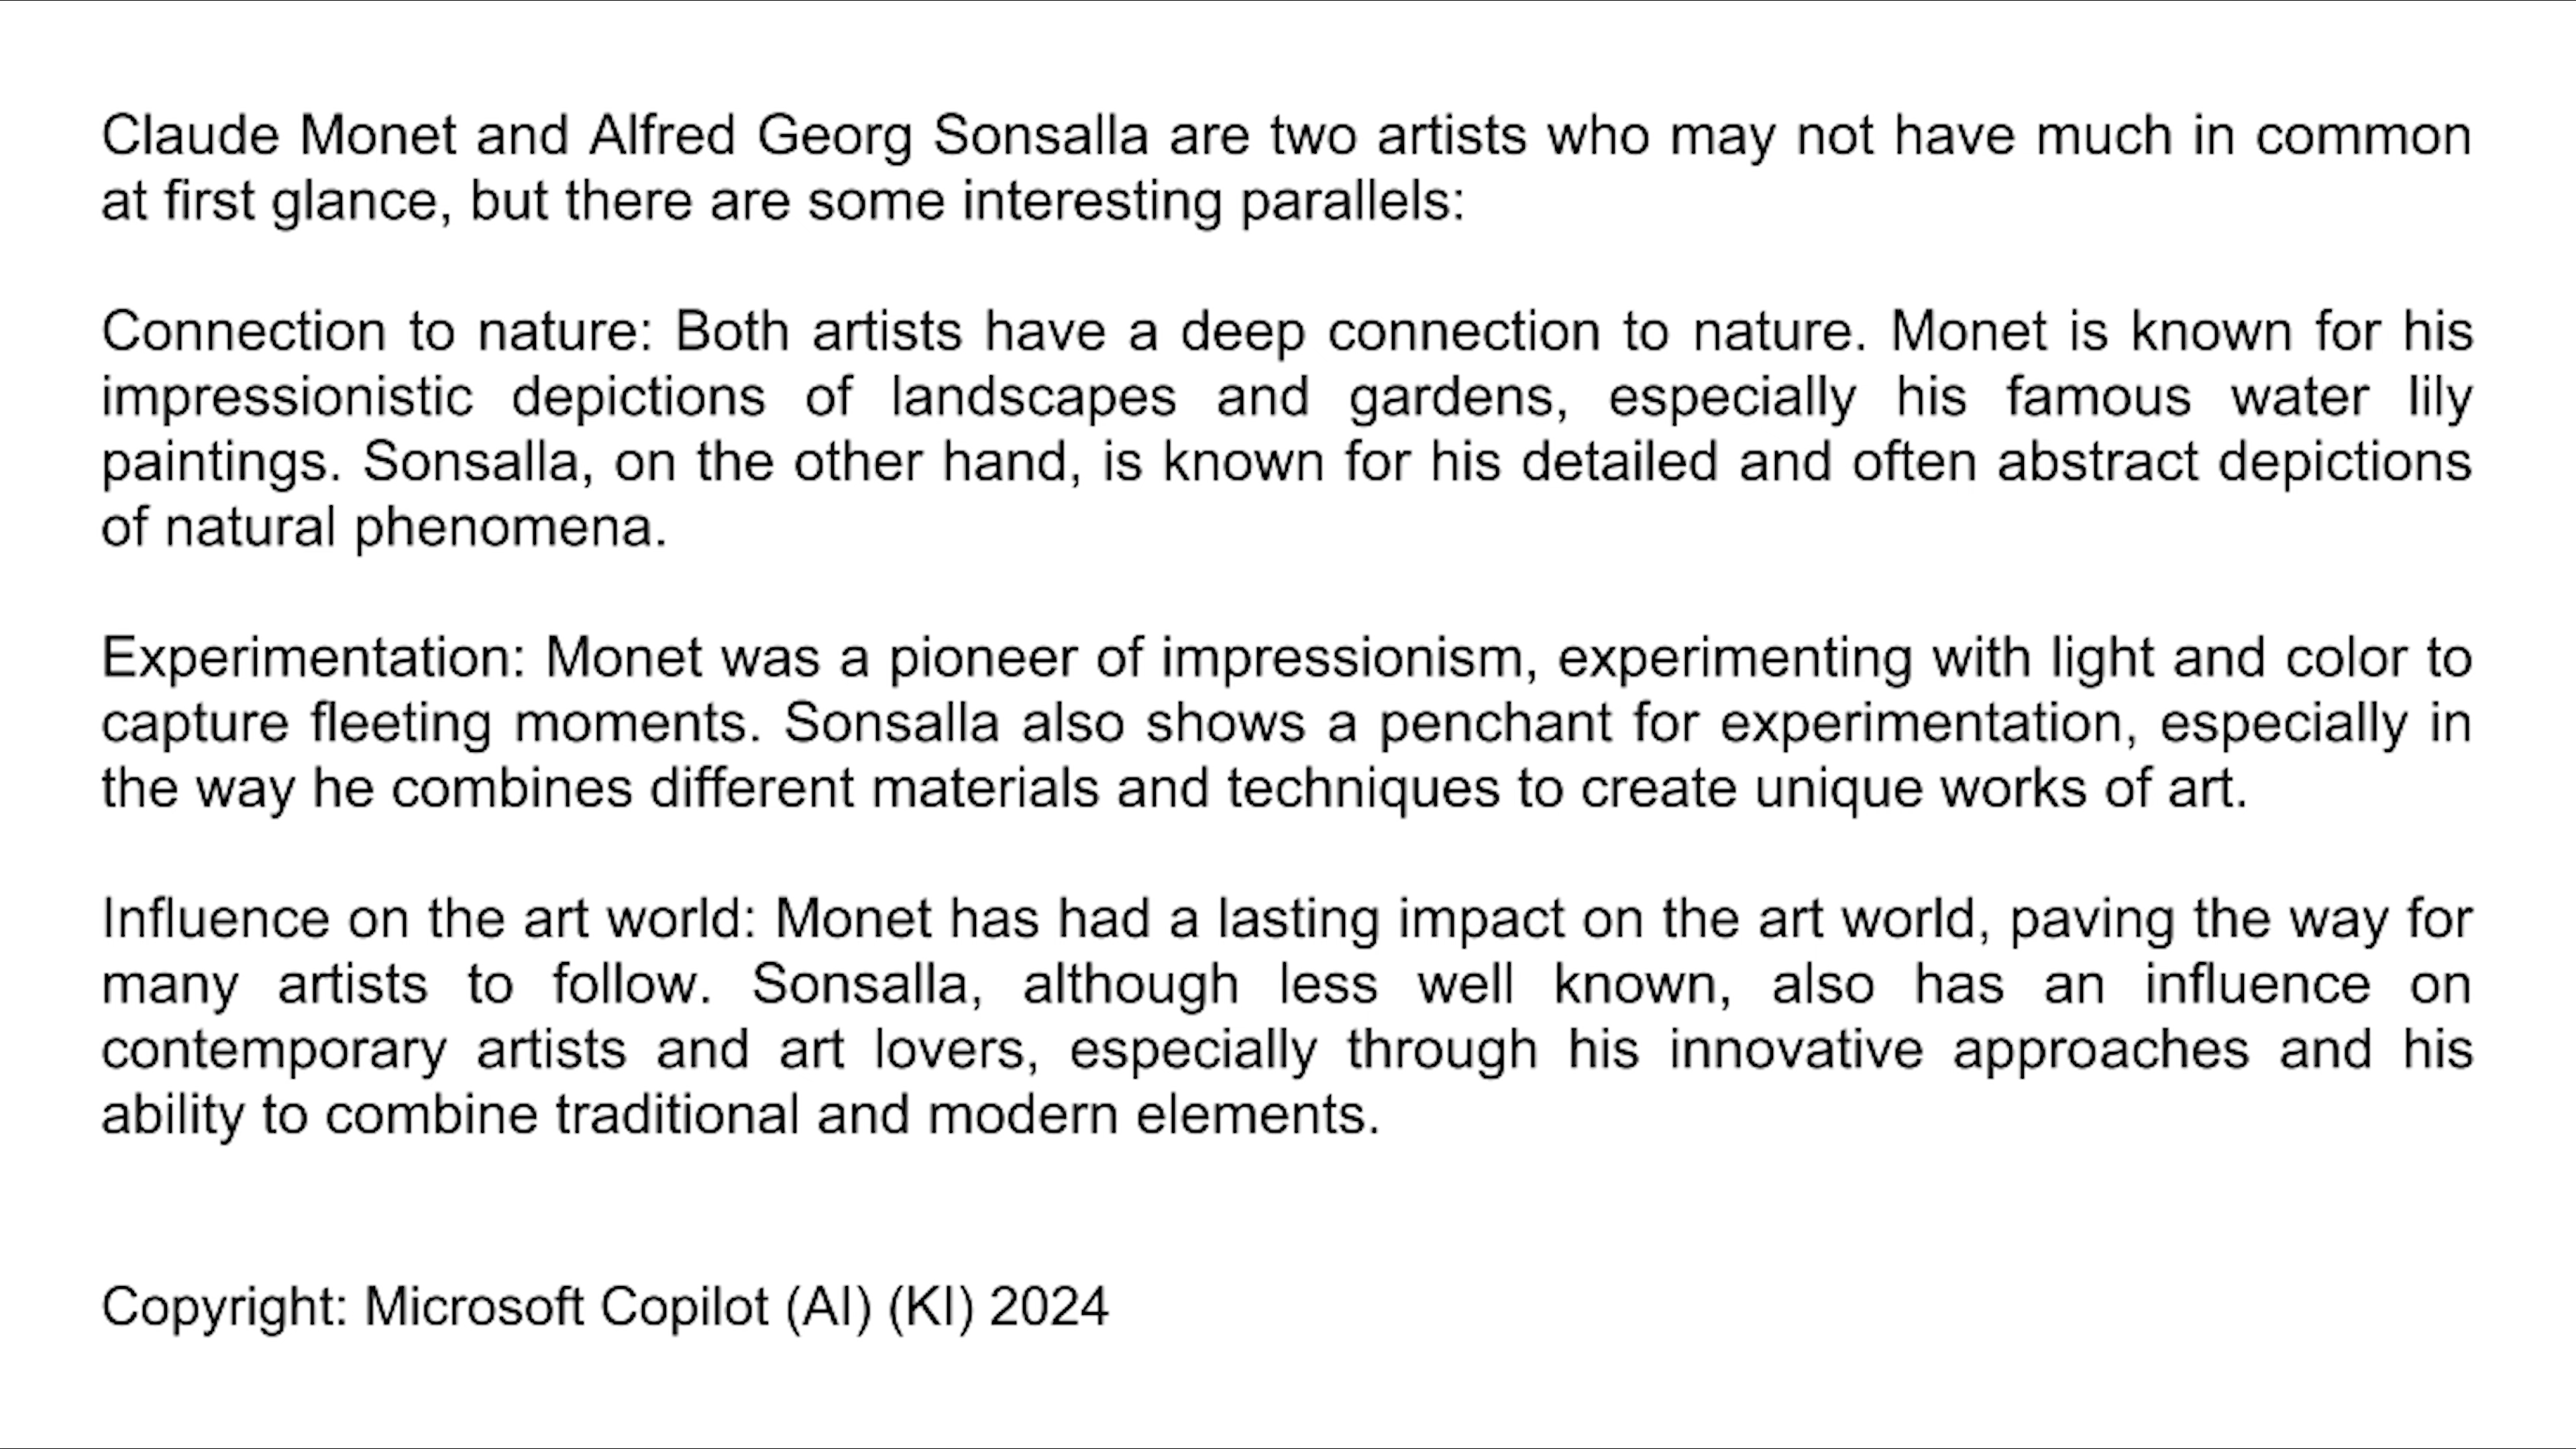 Claude Monet and Alfred Georg Sonsalla are two artists who may not have much in common
at first glance, but there are some interesting parallels:
Connection to nature: Both artists have a deep connection to nature. Monet is known for his
impressionistic depictions of landscapes and gardens, especially his famous water lily
paintings. Sonsalla, on the other hand, is known for his detailed and often abstract depictions
of natural phenomena.
Experimentation: Monet was a pioneer of impressionism, experimenting with light and color to
capture fleeting moments. Sonsalla also shows a penchant for experimentation, especially in
the way he combines different materials and techniques to create unique works of art.
Influence on the art world: Monet has had a lasting impact on the art world, paving the way for
many artists to follow. Sonsalla, although less well known, also has an influence on
contemporary artists and art lovers, especially through his innovative approaches and his
ability to combine traditional and modern elements.
Copyright: Microsoft Copilot (AI) (KI) 2024